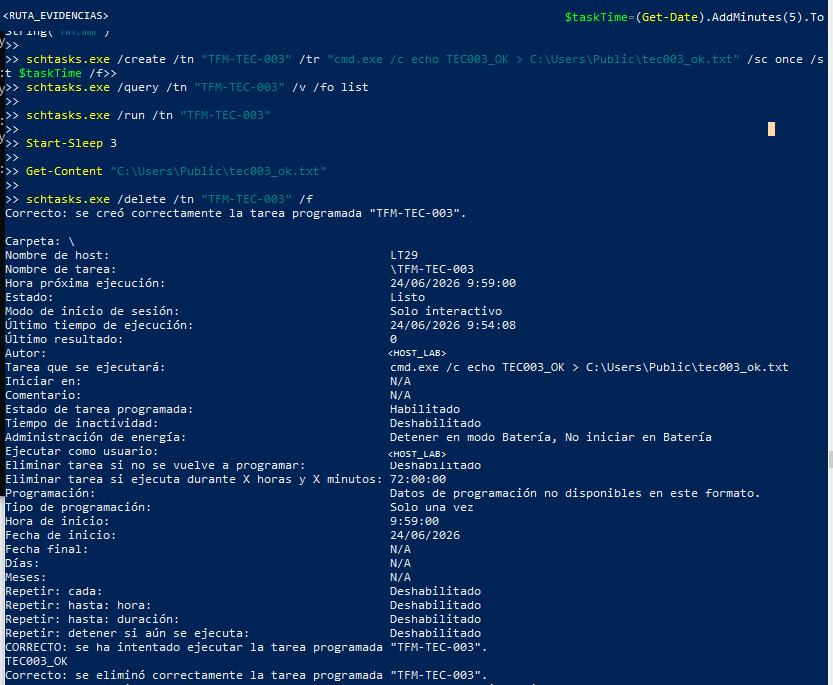 <RUTA_EVIDENCIAS> $taskTime=(Get-Date).AddMinutes(5).To
String("HH:mm")
>>
>> schtasks.exe /create /tn "TFM-TEC-003" /tr "cmd.exe /c echo TEC003_OK > C:\Users\Public\tec003_ok.txt" /sc once /s
t $taskTime /f>>
>> schtasks.exe /query /tn "TFM-TEC-003" /v /fo list
>>
>> schtasks.exe /run /tn "TFM-TEC-003"
>>
>> Start-Sleep 3
>>
>> Get-Content "C:\Users\Public\tec003_ok.txt"
>>
>> schtasks.exe /delete /tn "TFM-TEC-003" /f
Correcto: se creó correctamente la tarea programada "TFM-TEC-003".
Carpeta: \
Nombre de host: LT29
Nombre de tarea: \TFM-TEC-003
Hora próxima ejecución: 24/06/2026 9:59:00
Estado: Listo
Modo de inicio de sesión: Solo interactivo
Último tiempo de ejecución: 24/06/2026 9:54:08
Último resultado: 0
Autor: <HOST_LAB>
Tarea que se ejecutará: cmd.exe /c echo TEC003_OK > C:\Users\Public\tec003_ok.txt
Iniciar en: N/A
Comentario: N/A
Estado de tarea programada: Habilitado
Tiempo de inactividad: Deshabilitado
Administración de energía: Detener en modo Batería, No iniciar en Batería
Ejecutar como usuario: <HOST_LAB>
Eliminar tarea si no se vuelve a programar: Deshabilitado
Eliminar tarea si ejecuta durante X horas y X minutos: 72:00:00
Programación: Datos de programación no disponibles en este formato.
Tipo de programación: Solo una vez
Hora de inicio: 9:59:00
Fecha de inicio: 24/06/2026
Fecha final: N/A
Días: N/A
Meses: N/A
Repetir: cada: Deshabilitado
Repetir: hasta: hora: Deshabilitado
Repetir: hasta: duración: Deshabilitado
Repetir: detener si aún se ejecuta: Deshabilitado
CORRECTO: se ha intentado ejecutar la tarea programada "TFM-TEC-003".
TEC003_OK
Correcto: se eliminó correctamente la tarea programada "TFM-TEC-003".